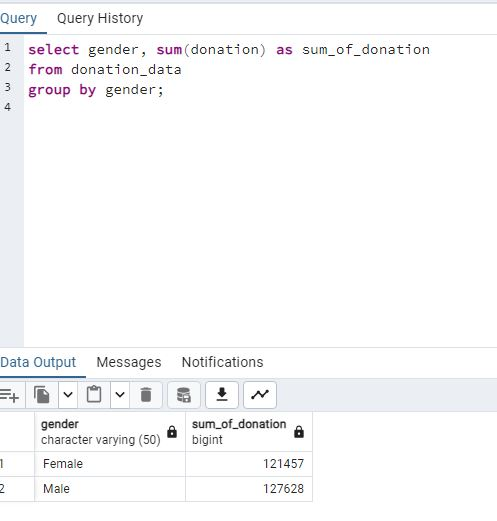 Query Query History
1 select gender, sum(donation) as sum_of_donation
2 from donation_data
3 group by gender;
4
Data Output Messages Notifications
gender sum_of_donation
character varying (50) bigint
1 Female 121457
2 Male 127628